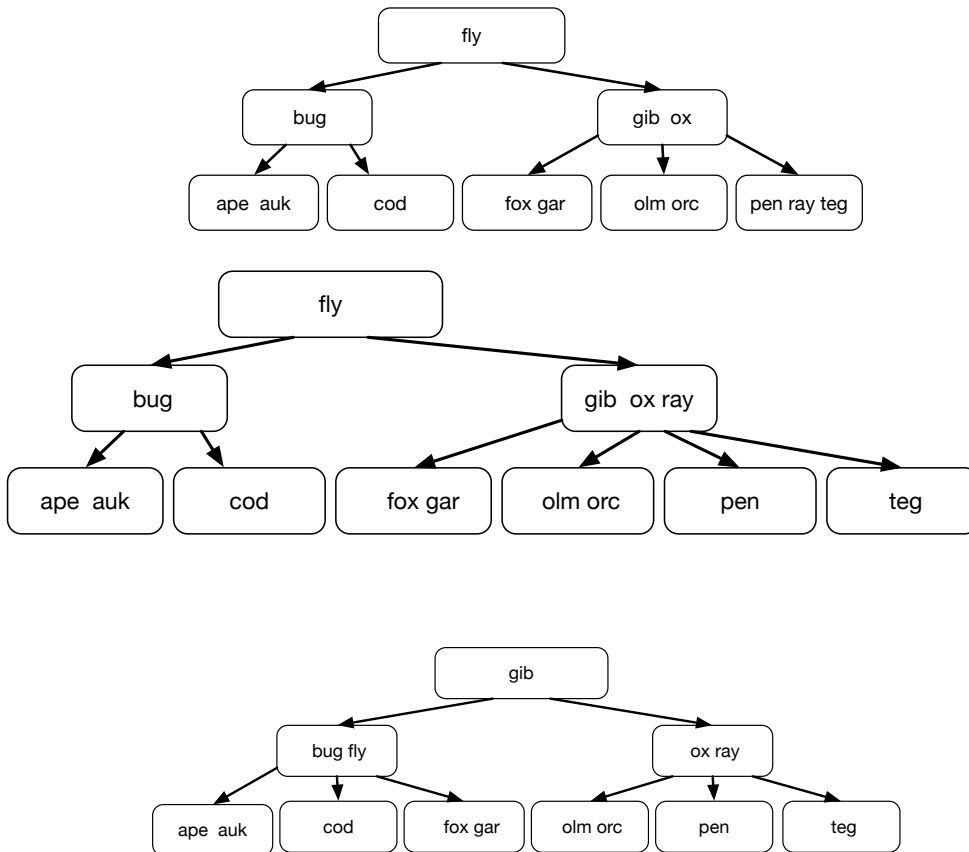 fly
bug gib ox
ape auk cod fox gar olm orc pen ray teg
fly
bug gib ox ray
ape auk cod fox gar olm orc pen teg
gib
bug fly ox ray
ape auk cod fox gar olm orc pen teg